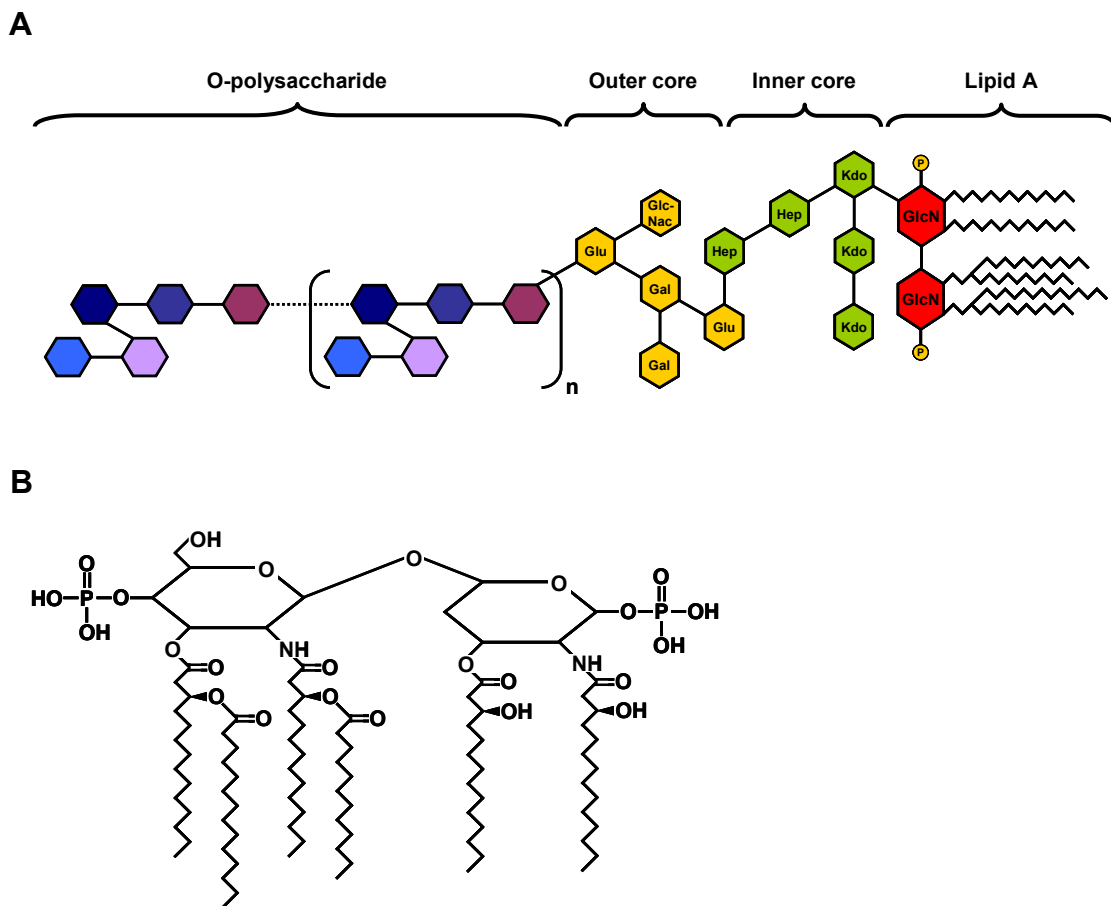 A
O-polysaccharide Outer core Inner core Lipid A
P
Kdo
Glc-
Nac
GlcN
Hep
Hep
Glu
Kdo
Gal
GlcN
Glu
Kdo
P
Gal
n
B
OH
O
O
O
O
O
HO P O
O P OH
OH
OH
O
NH
O
NH
O
O
O
O
O
O
OH
OH
O
O